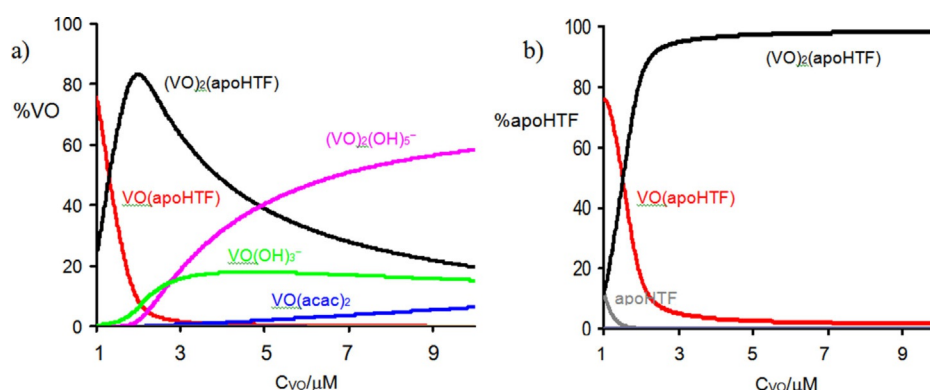 a)
%VO
100
80
60
40
20
0
(VO)₂(apoHTF)
(VO)₂(OH)₅⁻
VO(apoHTF)
VO(OH)₃⁻
VO(acac)₂
1 3 5 7 9
C_VO/μM
b)
%apoHTF
100
80
60
40
20
0
(VO)₂(apoHTF)
VO(apoHTF)
apoHTF
1 3 5 7 9
C_VO/μM